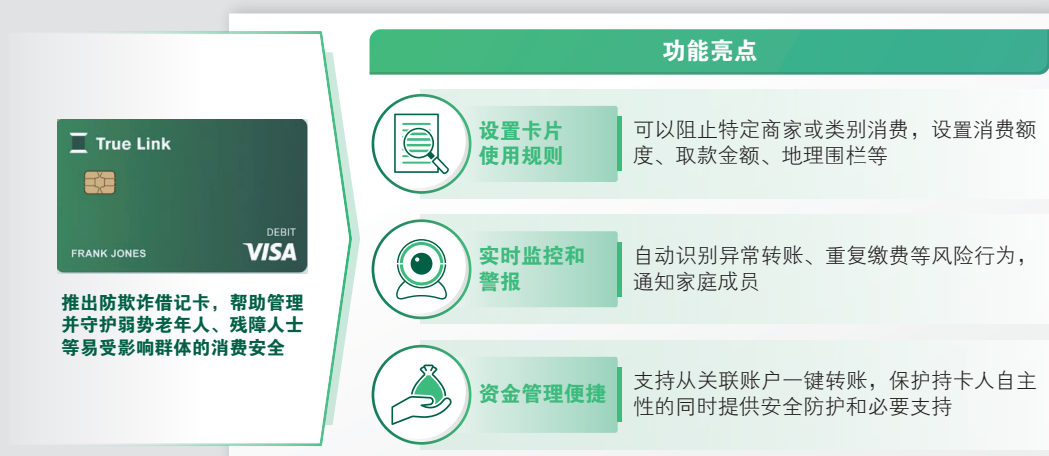 True Link
DEBIT
FRANK JONES
VISA
推出防欺诈借记卡，帮助管理
并守护弱势老年人、残障人士
等易受影响群体的消费安全
功能亮点
设置卡片
使用规则
可以阻止特定商家或类别消费，设置消费额
度、取款金额、地理围栏等
实时监控和
警报
自动识别异常转账、重复缴费等风险行为，
通知家庭成员
资金管理便捷
支持从关联账户一键转账，保护持卡人自主
性的同时提供安全防护和必要支持